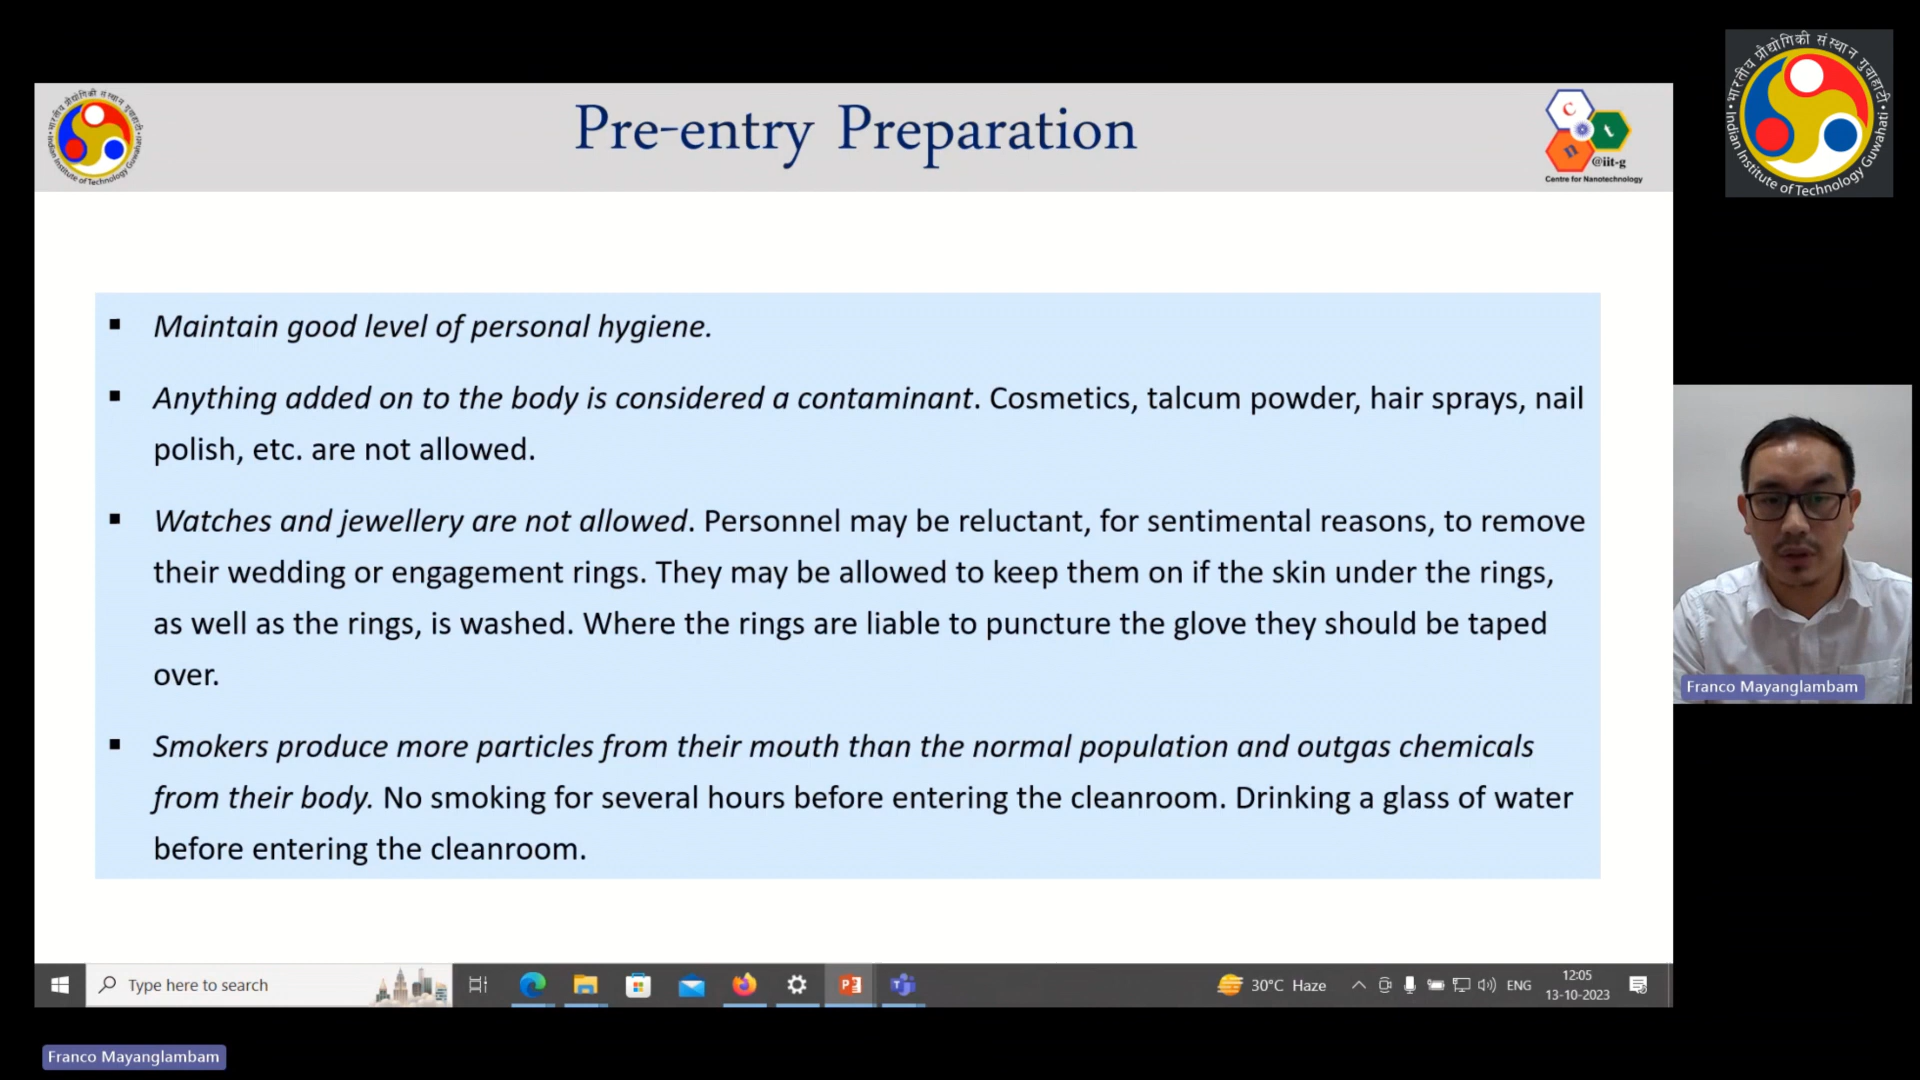 Pre-entry Preparation
भारतीय प्रौद्योगिकी संस्थान गुवाहाटी
Indian Institute of Technology Guwahati
C n t
@iit-g
Centre for Nanotechnology
भारतीय प्रौद्योगिकी संस्थान गुवाहाटी
Indian Institute of Technology Guwahati
▪ Maintain good level of personal hygiene.
▪ Anything added on to the body is considered a contaminant. Cosmetics, talcum powder, hair sprays, nail
polish, etc. are not allowed.
▪ Watches and jewellery are not allowed. Personnel may be reluctant, for sentimental reasons, to remove
their wedding or engagement rings. They may be allowed to keep them on if the skin under the rings,
as well as the rings, is washed. Where the rings are liable to puncture the glove they should be taped
over.
▪ Smokers produce more particles from their mouth than the normal population and outgas chemicals
from their body. No smoking for several hours before entering the cleanroom. Drinking a glass of water
before entering the cleanroom.
Franco Mayanglambam
Type here to search
30°C Haze
ENG
12:05
13-10-2023
Franco Mayanglambam